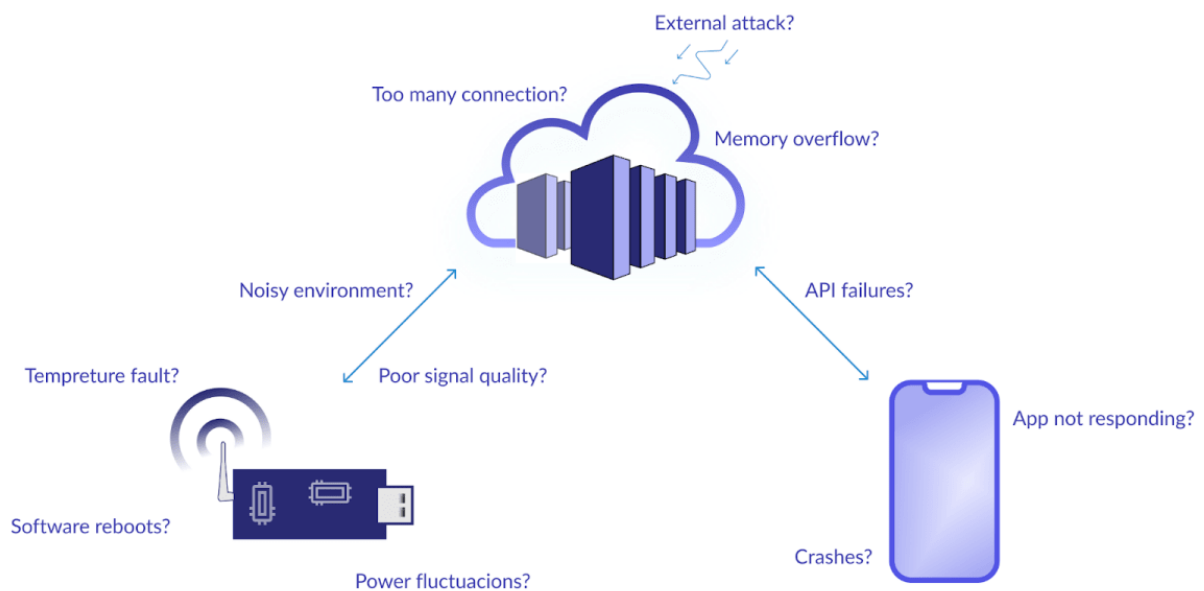 External attack?
Too many connection?
Memory overflow?
Noisy environment?
API failures?
Tempreture fault?
Poor signal quality?
App not responding?
Software reboots?
Crashes?
Power fluctuacions?